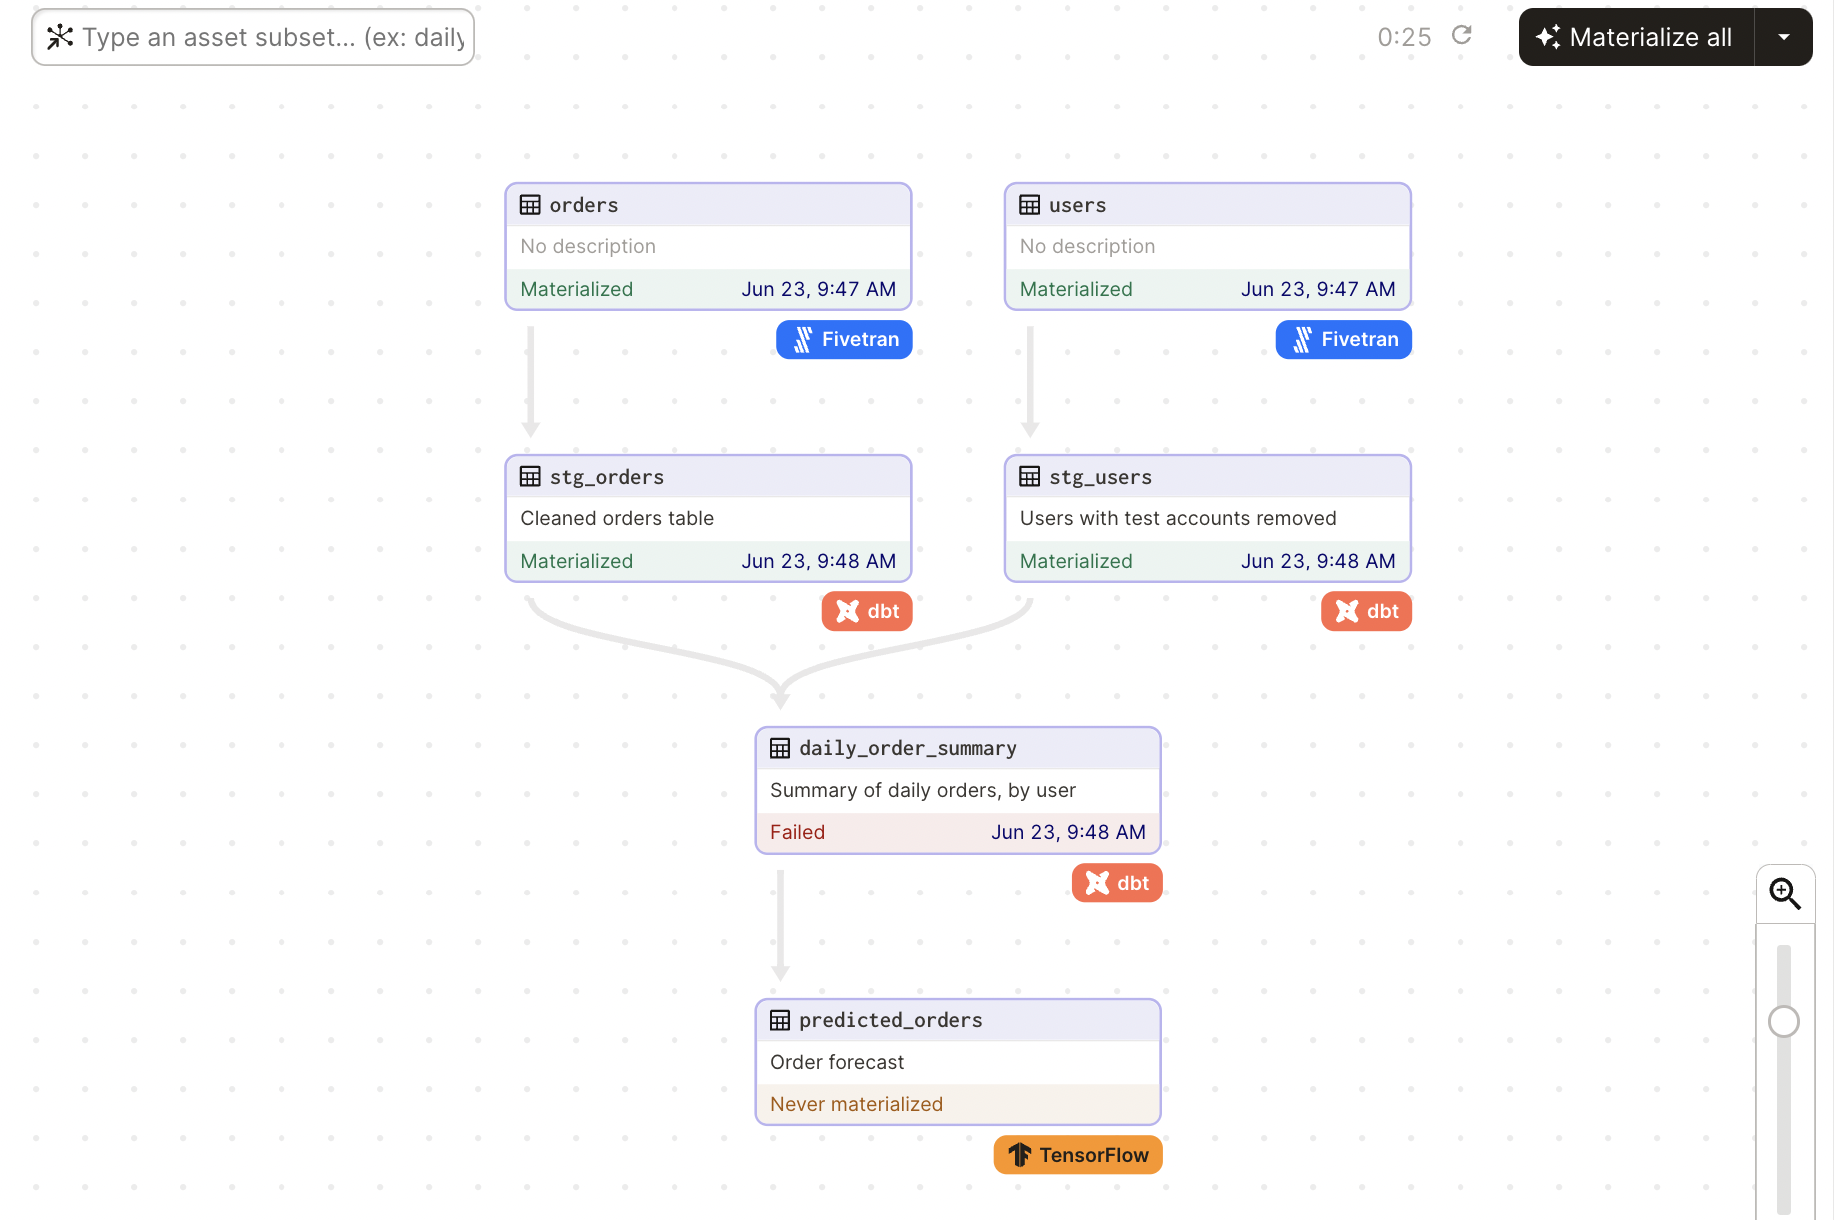 Type an asset subset… (ex: daily
0:25
Materialize all
orders
No description
Materialized Jun 23, 9:47 AM
Fivetran
users
No description
Materialized Jun 23, 9:47 AM
Fivetran
stg_orders
Cleaned orders table
Materialized Jun 23, 9:48 AM
dbt
stg_users
Users with test accounts removed
Materialized Jun 23, 9:48 AM
dbt
daily_order_summary
Summary of daily orders, by user
Failed Jun 23, 9:48 AM
dbt
predicted_orders
Order forecast
Never materialized
TensorFlow